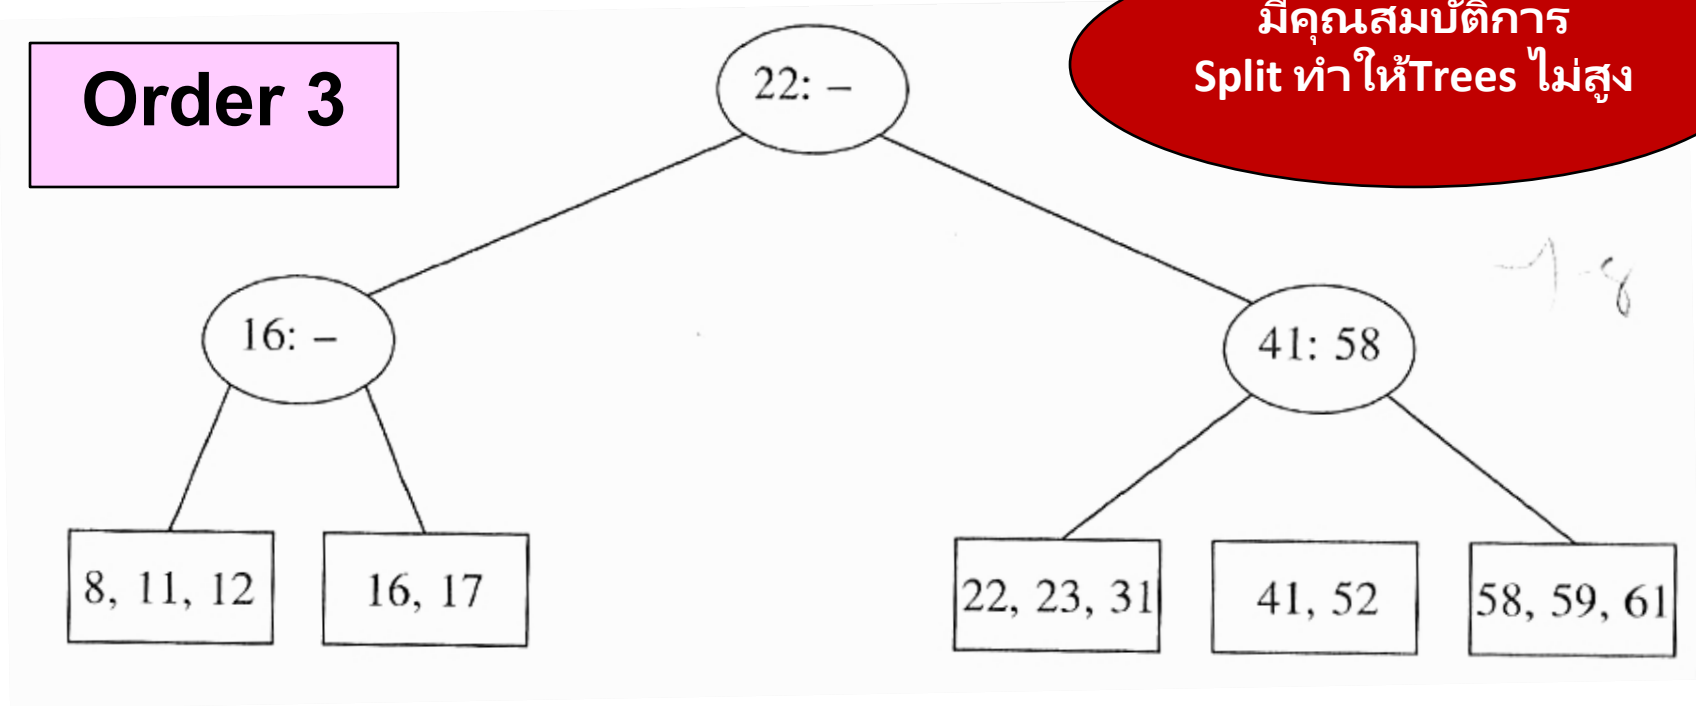 Order 3
22: –
มีคุณสมบัติการ
Split ทำให้Trees ไม่สูง
16: –
41: 58
8, 11, 12
16, 17
22, 23, 31
41, 52
58, 59, 61